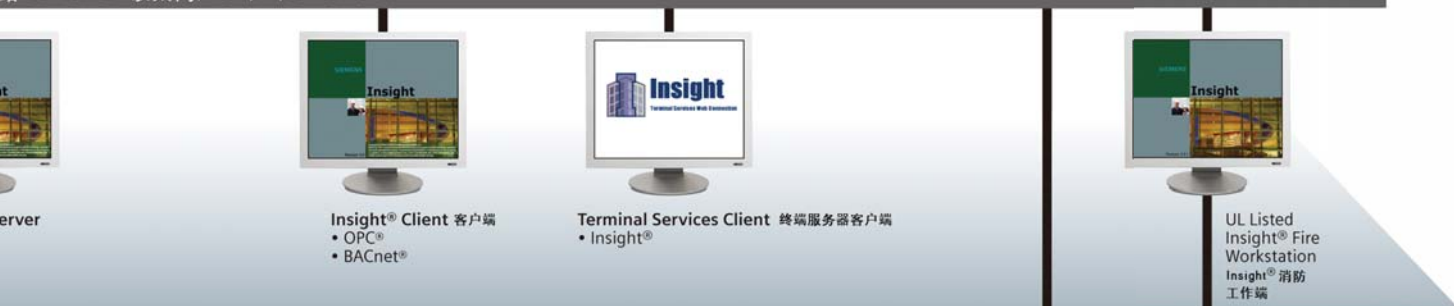 SIEMENS
Insight
Insight
Terminal Services Web Connection
SIEMENS
Insight
erver
Insight® Client 客户端
• OPC®
• BACnet®
Terminal Services Client 终端服务器客户端
• Insight®
UL Listed
Insight® Fire
Workstation
Insight® 消防
工作端